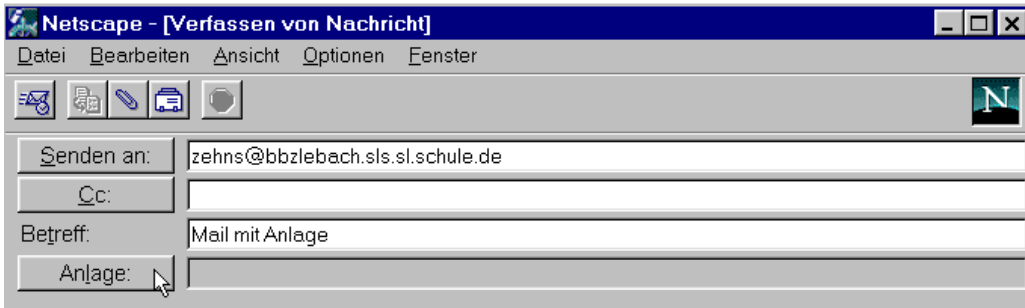 Netscape - [Verfassen von Nachricht]
Datei Bearbeiten Ansicht Optionen Fenster
N
Senden an: zehns@bbzlebach.sls.sl.schule.de
Cc:
Betreff: Mail mit Anlage
Anlage: